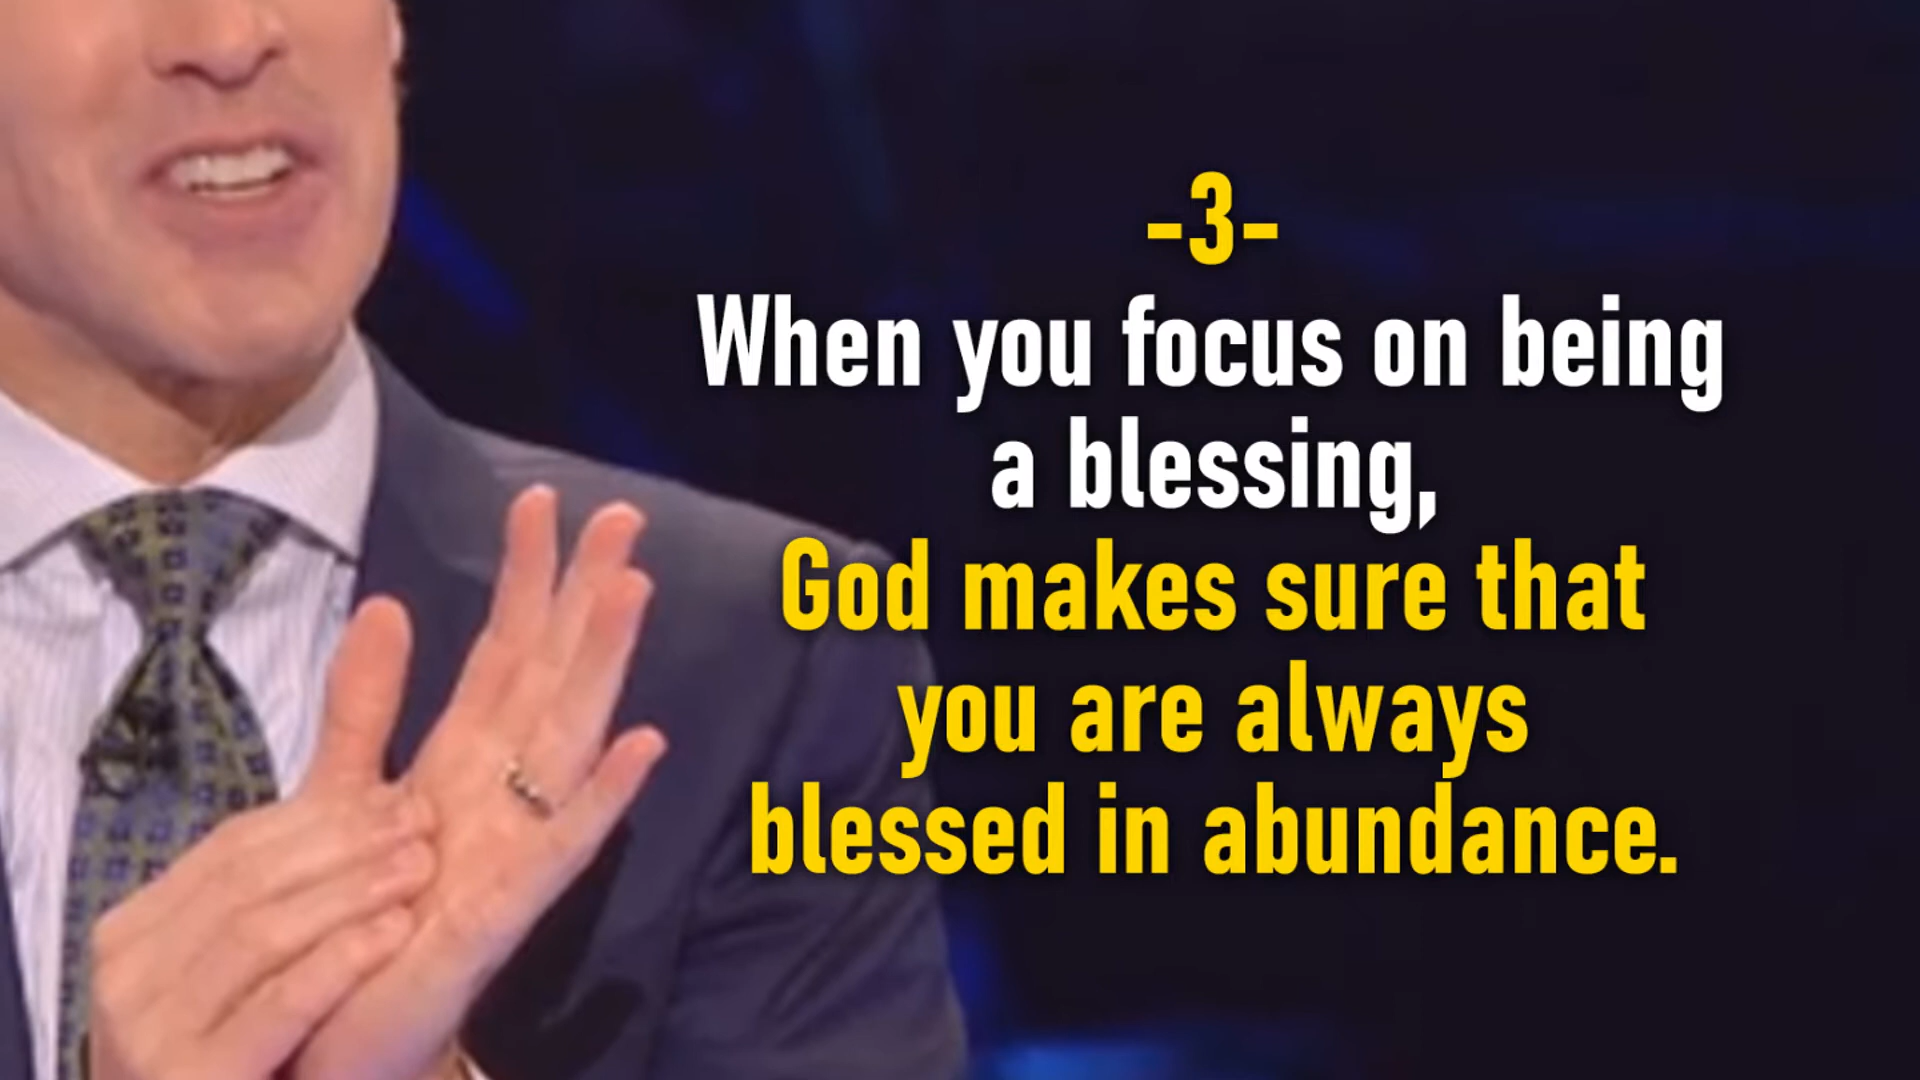 -3-
When you focus on being
a blessing,
God makes sure that
you are always
blessed in abundance.